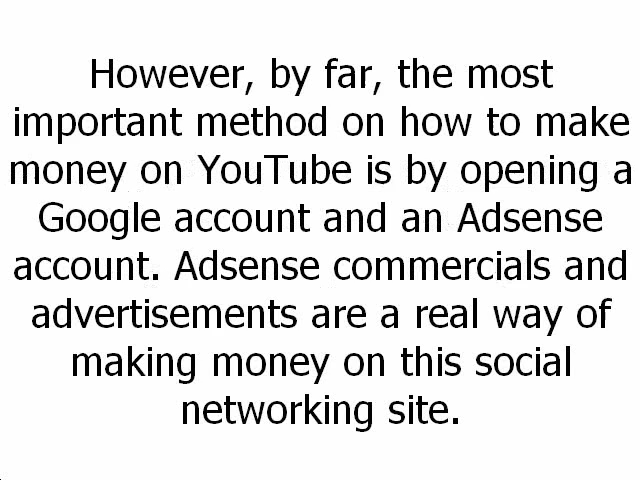 However, by far, the most
important method on how to make
money on YouTube is by opening a
Google account and an Adsense
account. Adsense commercials and
advertisements are a real way of
making money on this social
networking site.